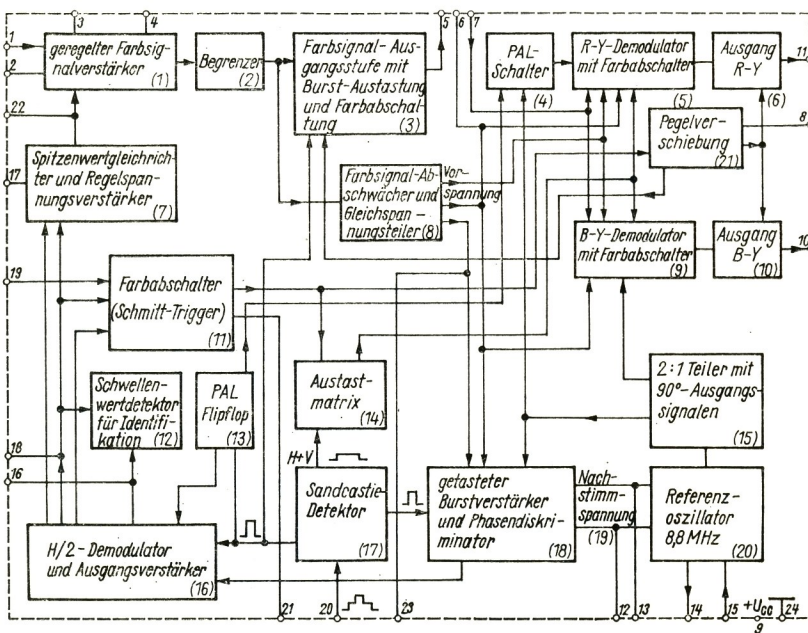 3
4
5
6
7
1
2
geregelter Farbsig-
nalverstärker
(1)
Begrenzer
(2)
Farbsignal-Aus-
gangsstufe mit
Burst-Austastung
und Farbabschal-
tung
(3)
PAL-
Schalter
(4)
R-Y-Demodulator
mit Farbabschalter
(5)
Ausgang
R-Y
(6)
11
22
17
Spitzenwertgleichrich-
ter und Regelspan-
nungsverstärker
(7)
Farbsignal-Ab-
schwächer und
Gleichspan-
nungsteiler
(8)
Vor-
spannung
Pegelver-
schiebung
(21)
8
B-Y-Demodulator
mit Farbabschalter
(9)
Ausgang
B-Y
(10)
10
19
Farbabschalter
(Schmitt-Trigger)
(11)
Schwellen-
wertdetektor
für Identifi-
kation
(12)
PAL
Flipflop
(13)
Austast-
matrix
(14)
2:1 Teiler mit
90°-Ausgangs-
signalen
(15)
18
16
H+V
Sandcastle-
Detektor
(17)
getasteter
Burstverstärker
und Phasendiskri-
minator
(18)
Nach-
stimm-
spannung
(19)
Referenz-
oszillator
8,8 MHz
(20)
H/2-Demodulator
und Ausgangsverstärker
(16)
21
20
23
12
13
14
15
+U_CC
24
9